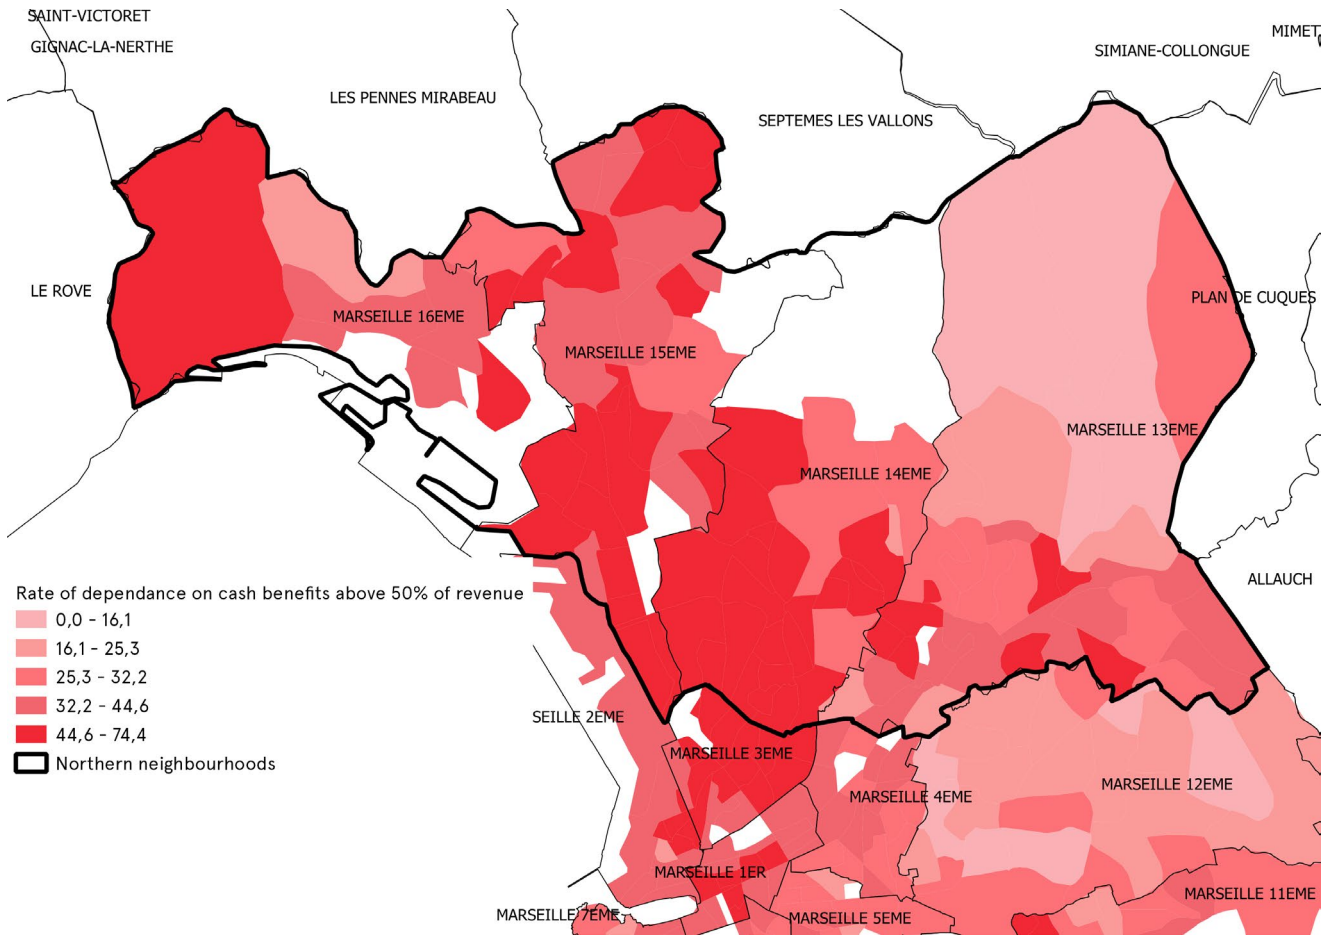 SAINT-VICTORET
GIGNAC-LA-NERTHE
MIMET
SIMIANE-COLLONGUE
LES PENNES MIRABEAU
SEPTEMES LES VALLONS
LE ROVE
PLAN DE CUQUES
MARSEILLE 16EME
MARSEILLE 15EME
MARSEILLE 13EME
MARSEILLE 14EME
ALLAUCH
Rate of dependance on cash benefits above 50% of revenue
0,0 - 16,1
16,1 - 25,3
25,3 - 32,2
32,2 - 44,6
44,6 - 74,4
Northern neighbourhoods
SEILLE 2EME
MARSEILLE 3EME
MARSEILLE 12EME
MARSEILLE 4EME
MARSEILLE 1ER
MARSEILLE 11EME
MARSEILLE 7EME
MARSEILLE 5EME